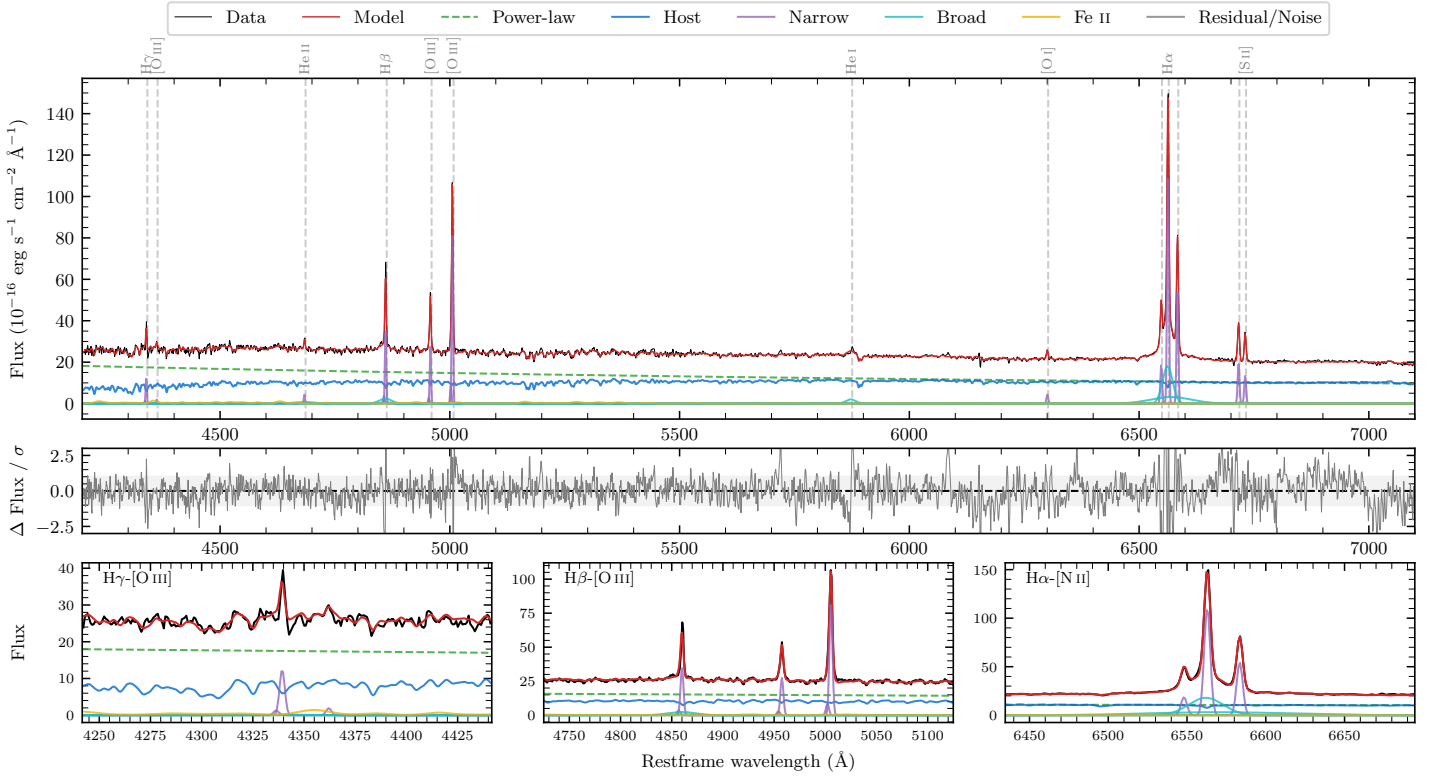 Data Model Power-law Host Narrow Broad Fe II Residual/Noise
Hγ [O III] He II Hβ [O III] [O III] He I [O I] Hα [S II]
Flux (10⁻¹⁶ erg s⁻¹ cm⁻² Å⁻¹)
140
120
100
80
60
40
20
0
4500 5000 5500 6000 6500 7000
Δ Flux / σ
2.5
0.0
−2.5
4500 5000 5500 6000 6500 7000
Flux
Hγ-[O III]
40
30
20
10
0
4250 4275 4300 4325 4350 4375 4400 4420
Hβ-[O III]
100
75
50
25
0
4750 4800 4850 4900 4950 5000 5050 5100
Hα-[N II]
150
100
50
0
6450 6500 6550 6600 6650
Restframe wavelength (Å)